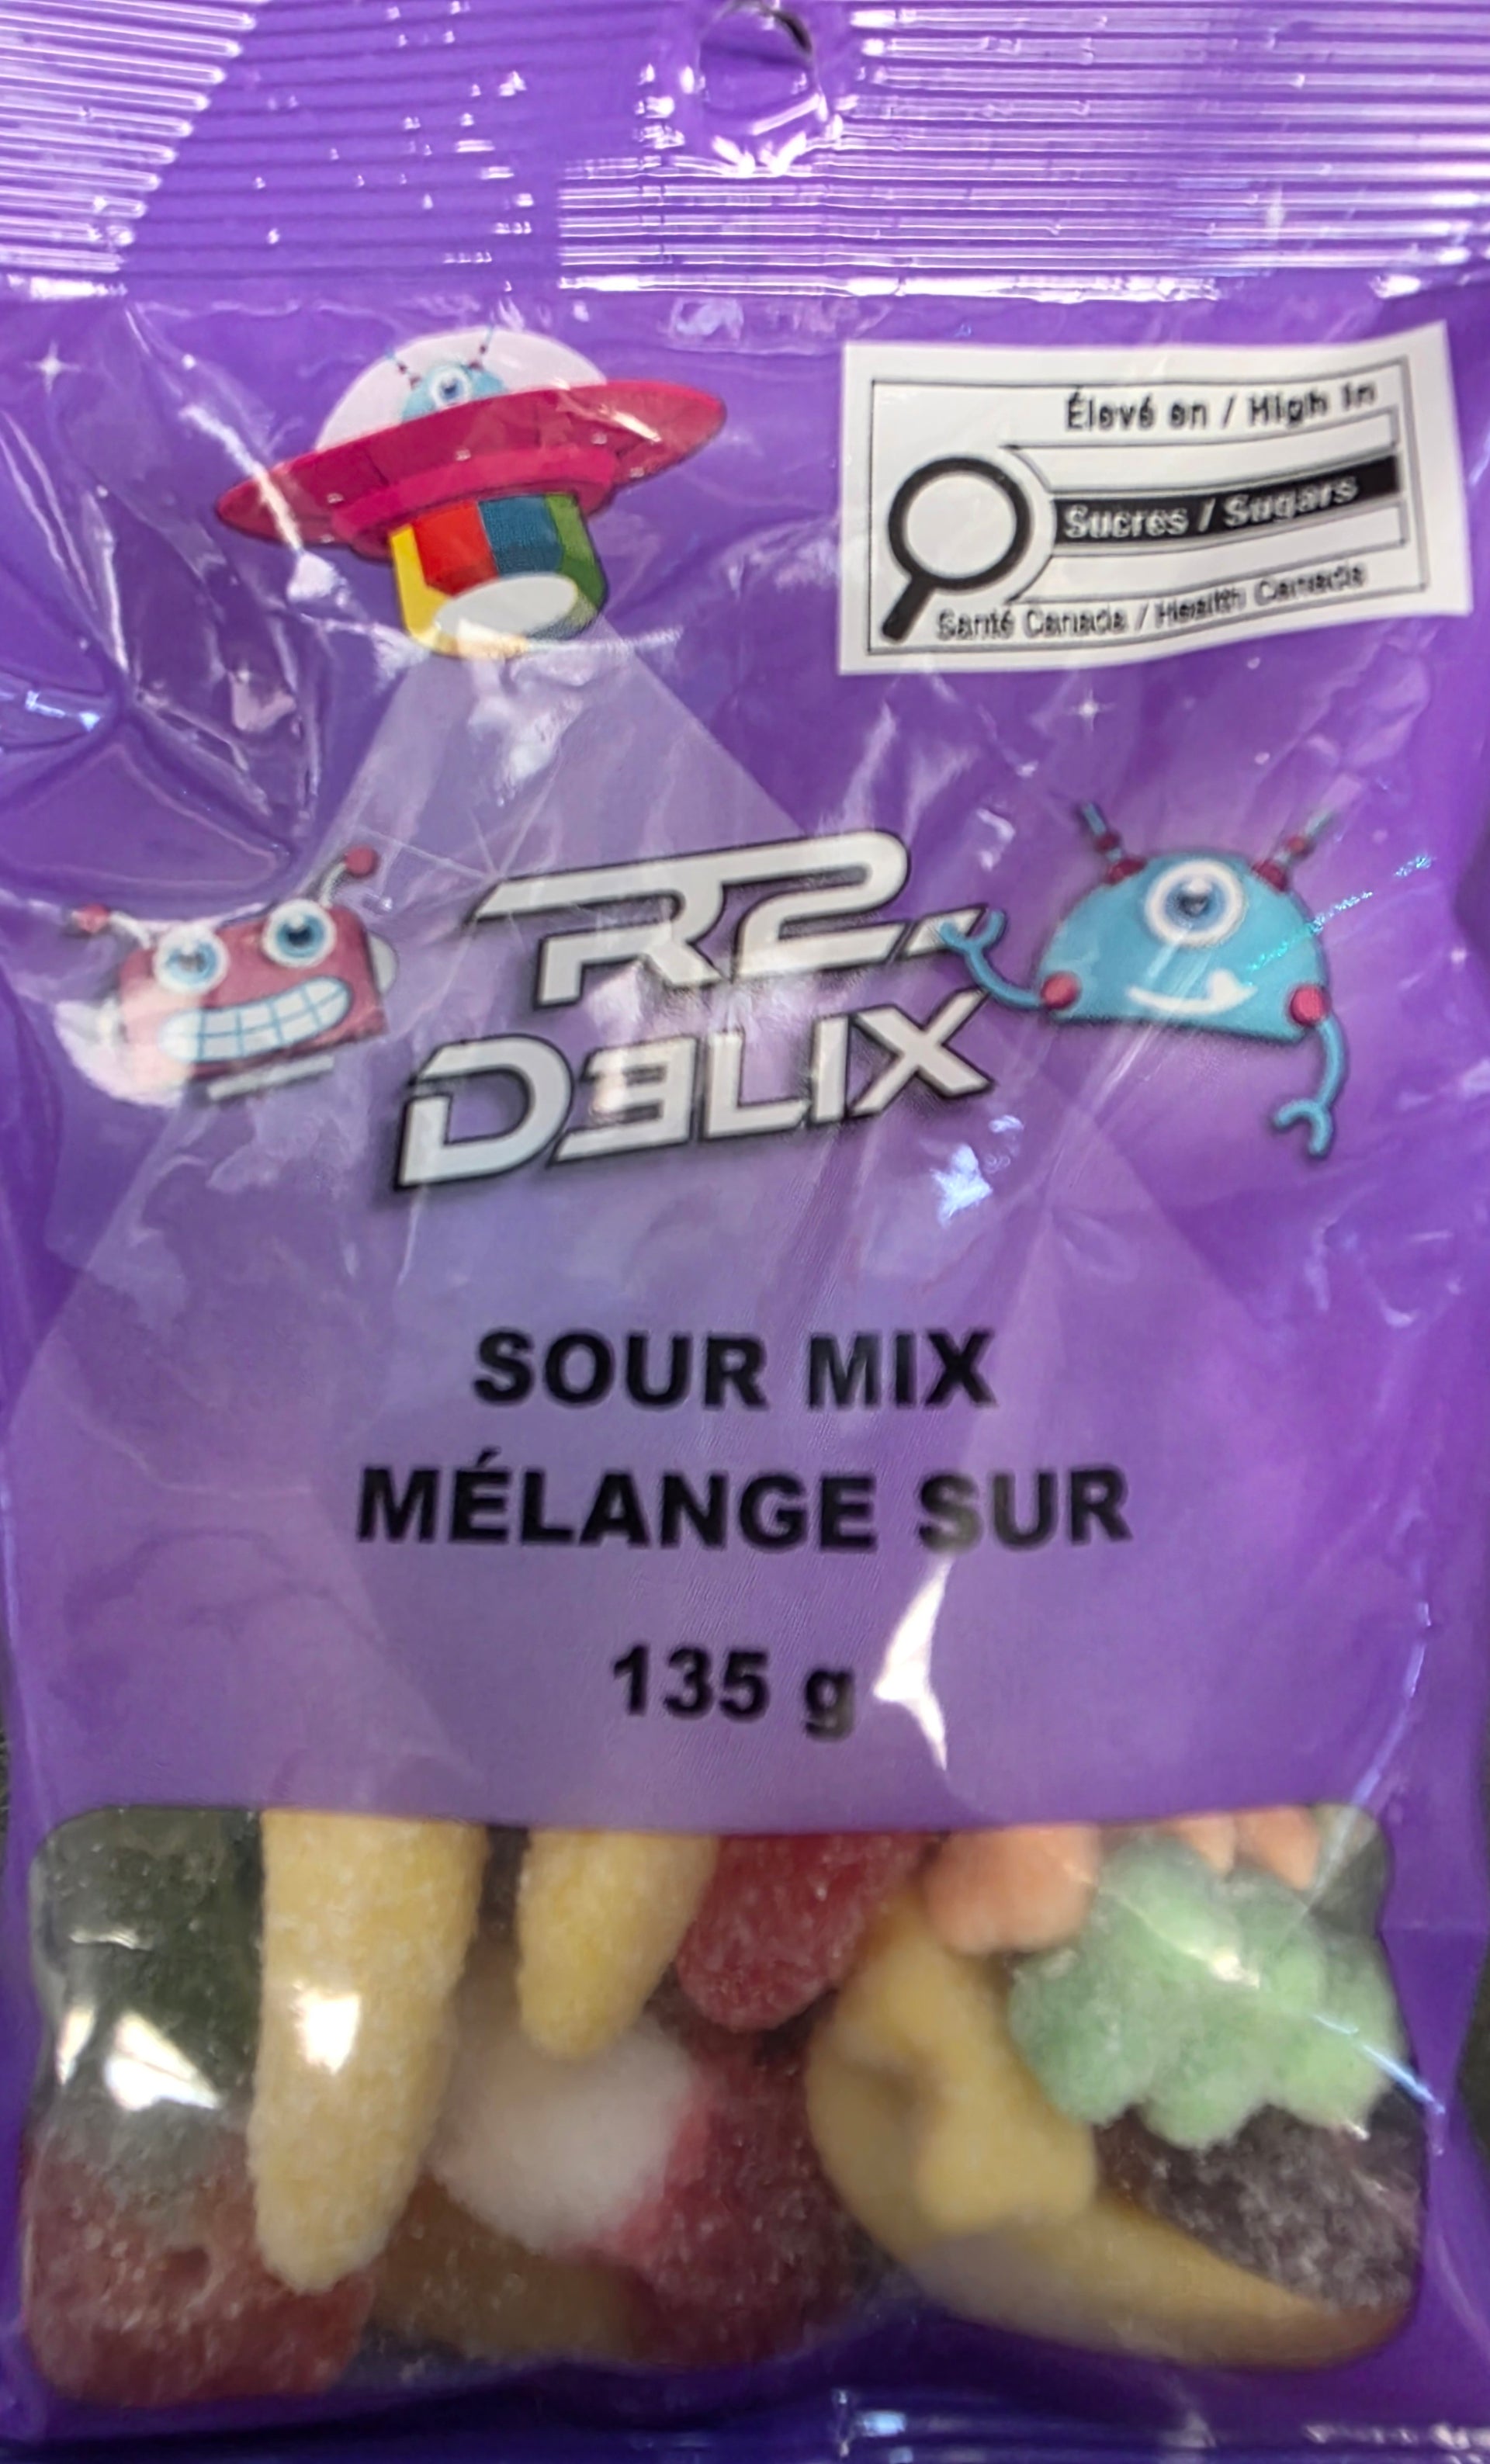 Élevé en / High in
Sucres / Sugars
Santé Canada / Health Canada
R2
D3LIX
SOUR MIX
MÉLANGE SUR
135 g